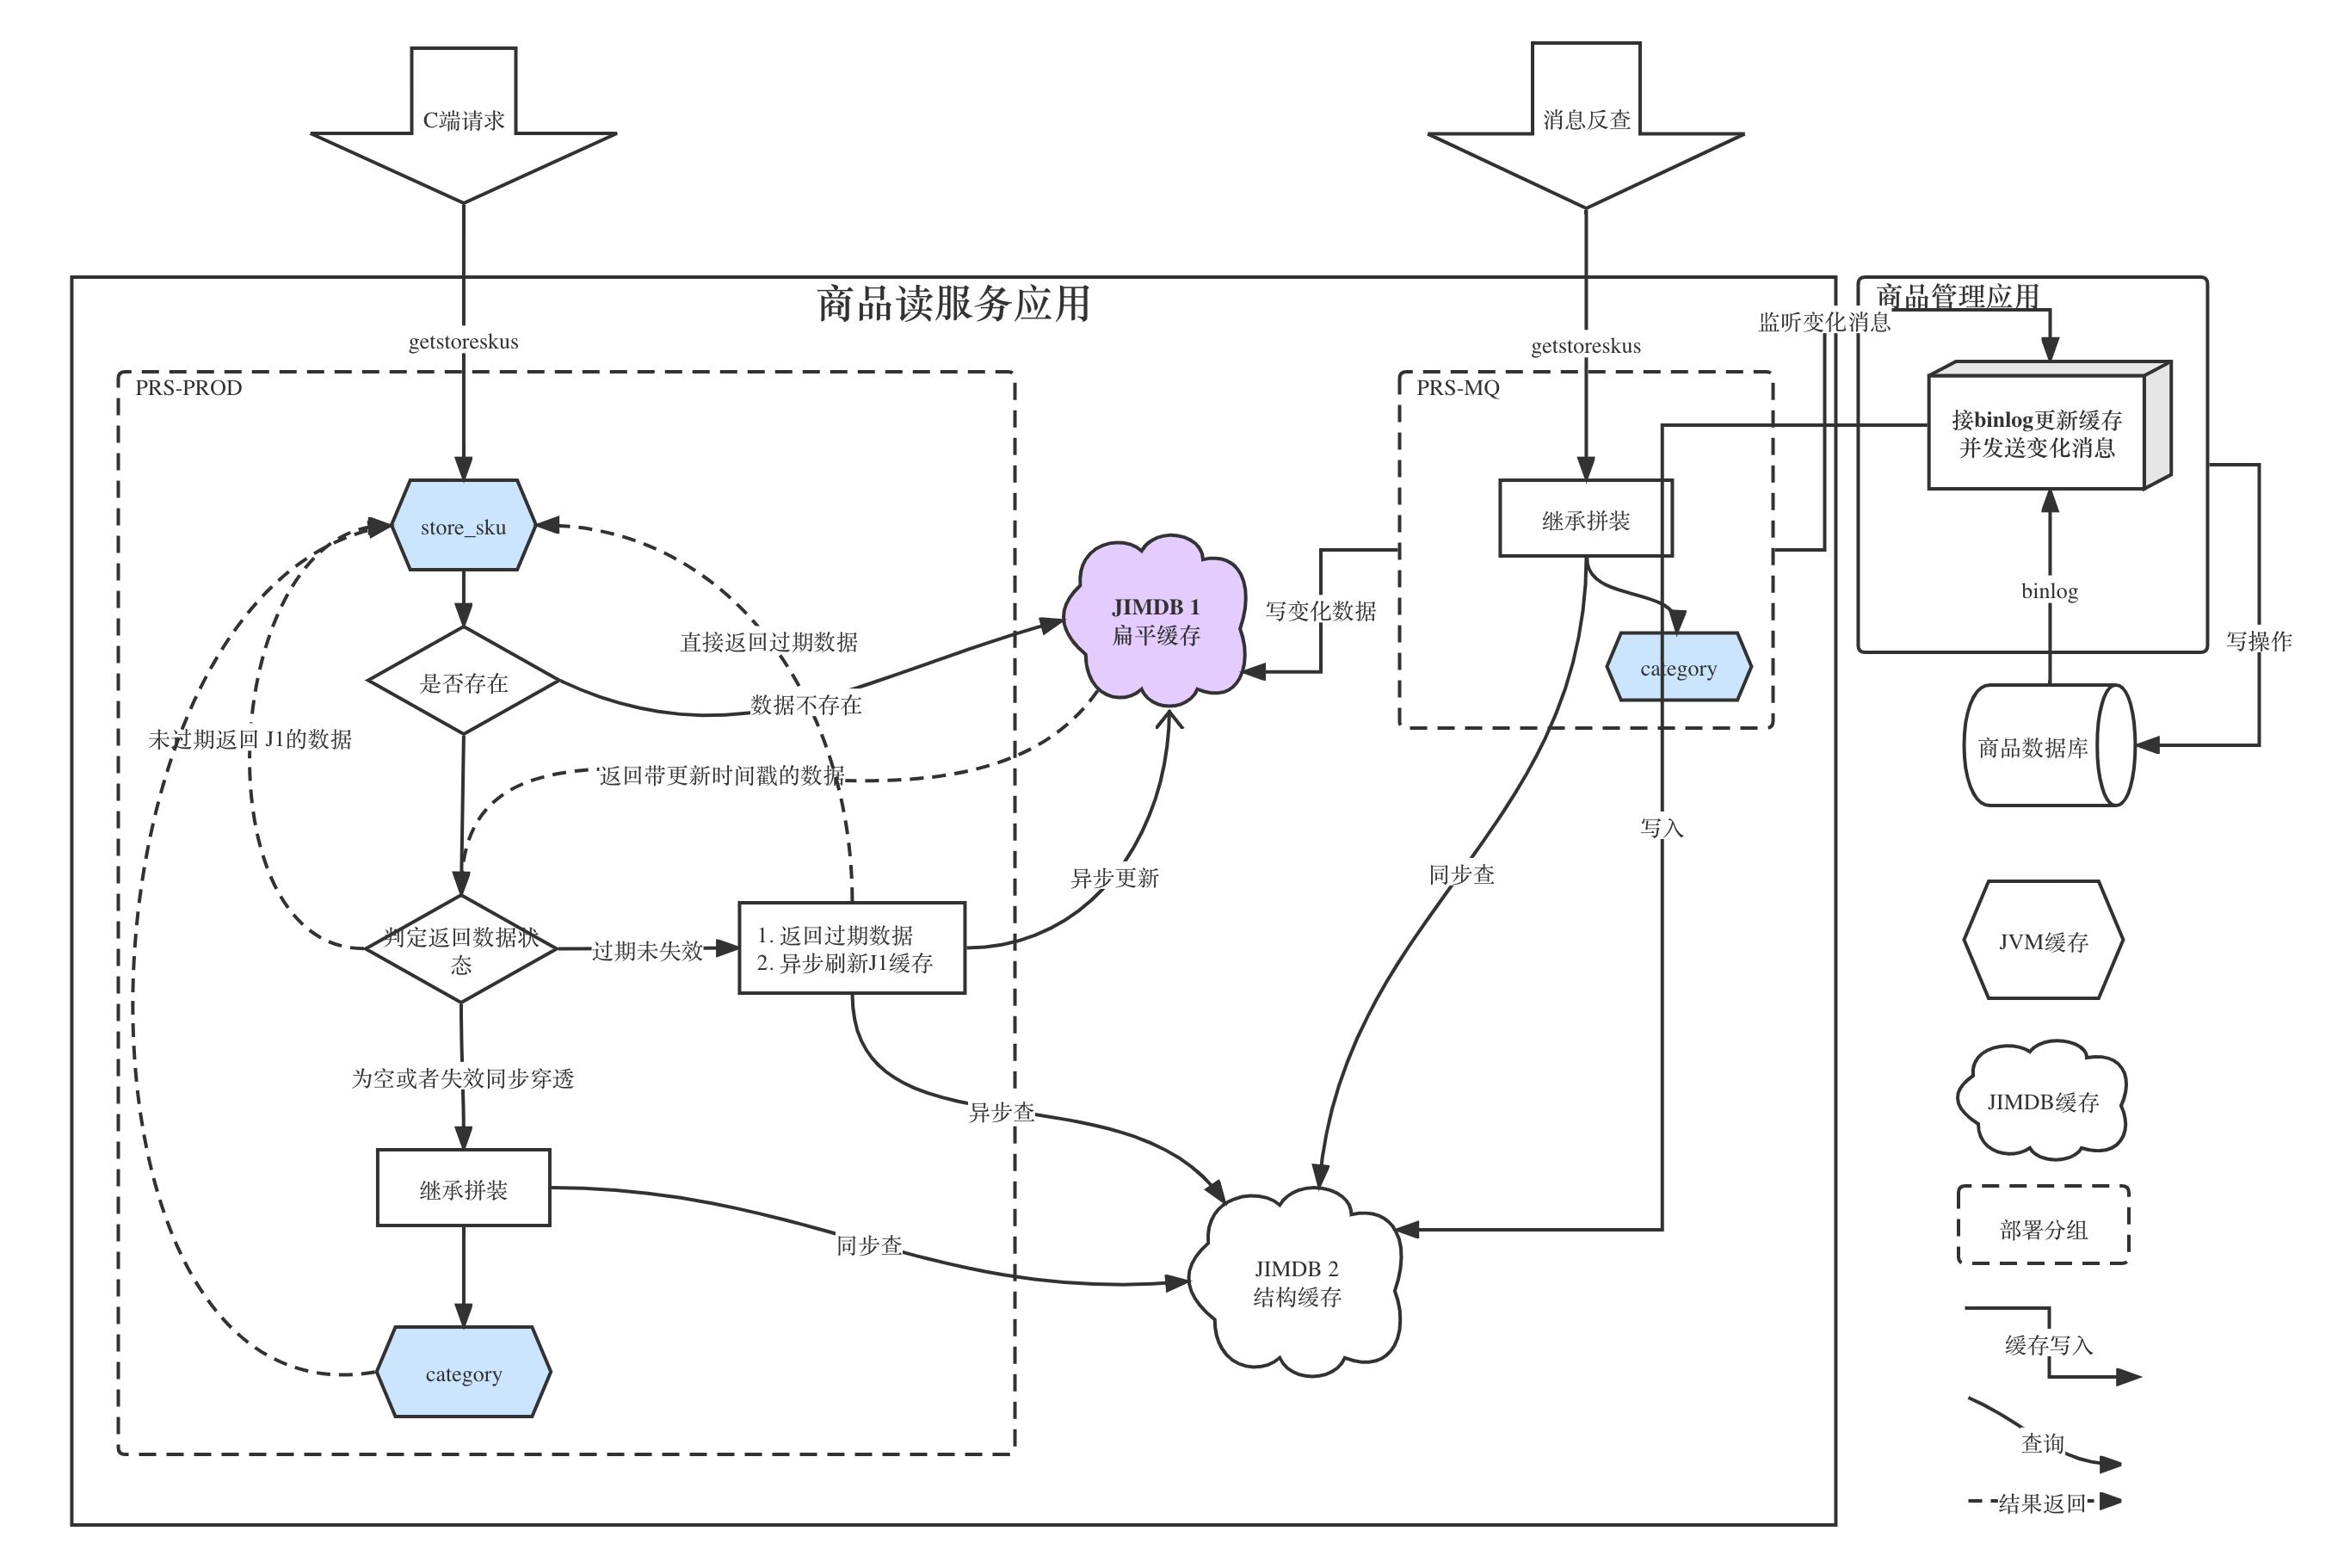 C端请求
消息反查
商品读服务应用
商品管理应用
监听变化消息
getstoreskus
getstoreskus
PRS-PROD
PRS-MQ
接binlog更新缓存
并发送变化消息
store_sku
继承拼装
binlog
JIMDB 1
扁平缓存
写变化数据
直接返回过期数据
写操作
是否存在
category
数据不存在
未过期返回 J1的数据
商品数据库
返回带更新时间戳的数据
写入
同步查
异步更新
判定返回数据状
态
过期未失效
1. 返回过期数据
2. 异步刷新J1缓存
JVM缓存
为空或者失效同步穿透
异步查
JIMDB缓存
继承拼装
部署分组
同步查
JIMDB 2
结构缓存
缓存写入
category
查询
结果返回